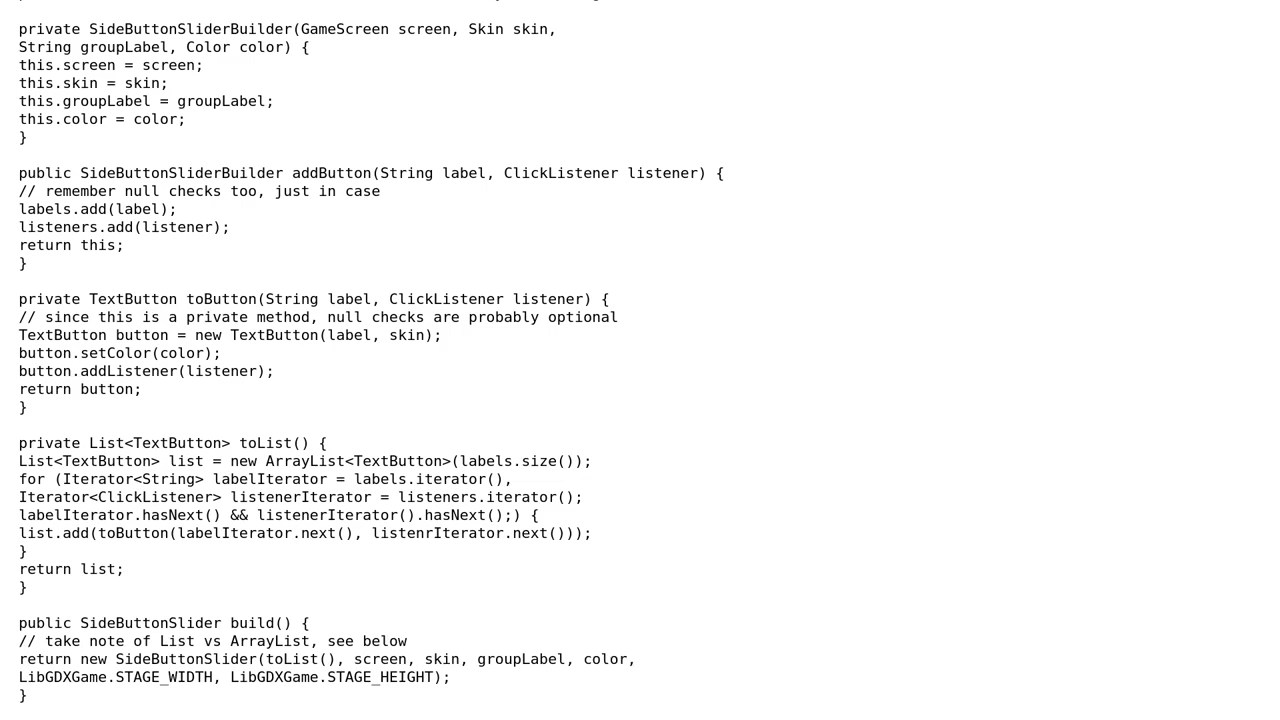 private SideButtonSliderBuilder(GameScreen screen, Skin skin,
String groupLabel, Color color) {
this.screen = screen;
this.skin = skin;
this.groupLabel = groupLabel;
this.color = color;
}

public SideButtonSliderBuilder addButton(String label, ClickListener listener) {
// remember null checks too, just in case
labels.add(label);
listeners.add(listener);
return this;
}

private TextButton toButton(String label, ClickListener listener) {
// since this is a private method, null checks are probably optional
TextButton button = new TextButton(label, skin);
button.setColor(color);
button.addListener(listener);
return button;
}

private List<TextButton> toList() {
List<TextButton> list = new ArrayList<TextButton>(labels.size());
for (Iterator<String> labelIterator = labels.iterator(),
Iterator<ClickListener> listenerIterator = listeners.iterator();
labelIterator.hasNext() && listenerIterator().hasNext();) {
list.add(toButton(labelIterator.next(), listenrIterator.next()));
}
return list;
}

public SideButtonSlider build() {
// take note of List vs ArrayList, see below
return new SideButtonSlider(toList(), screen, skin, groupLabel, color,
LibGDXGame.STAGE_WIDTH, LibGDXGame.STAGE_HEIGHT);
}